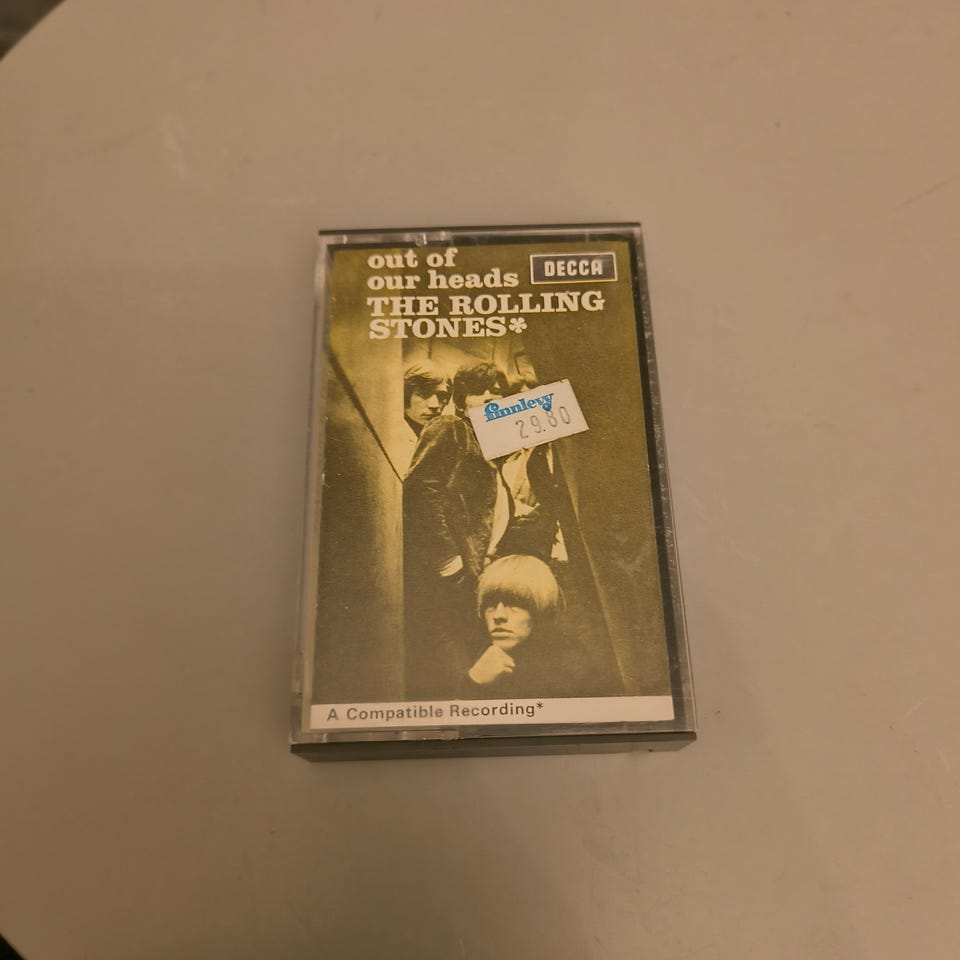 out of
our heads
DECCA
THE ROLLING
STONES*
finnlevy
29.80
A Compatible Recording*